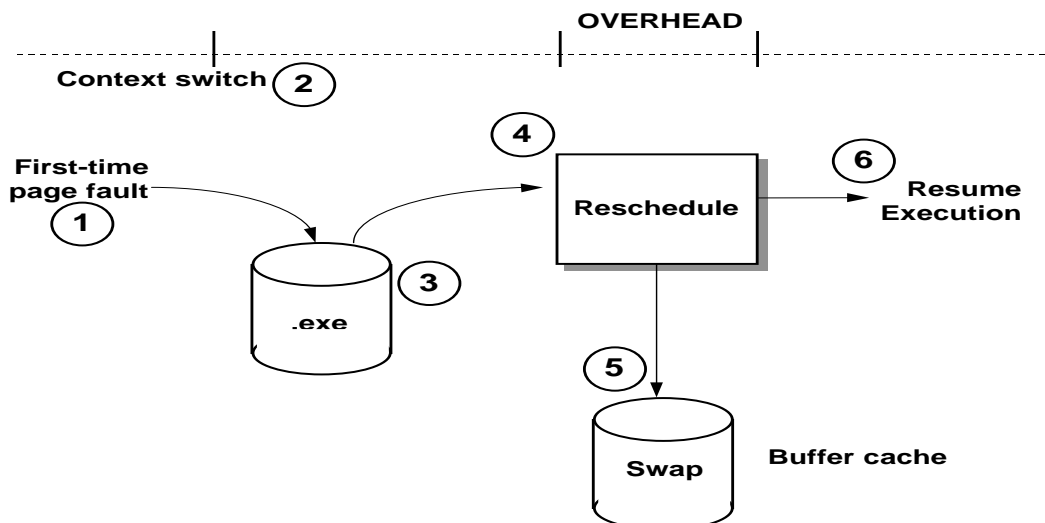 OVERHEAD
Context switch
2
4
6
First-time
page fault
1
Reschedule
Resume
Execution
3
.exe
5
Swap
Buffer cache